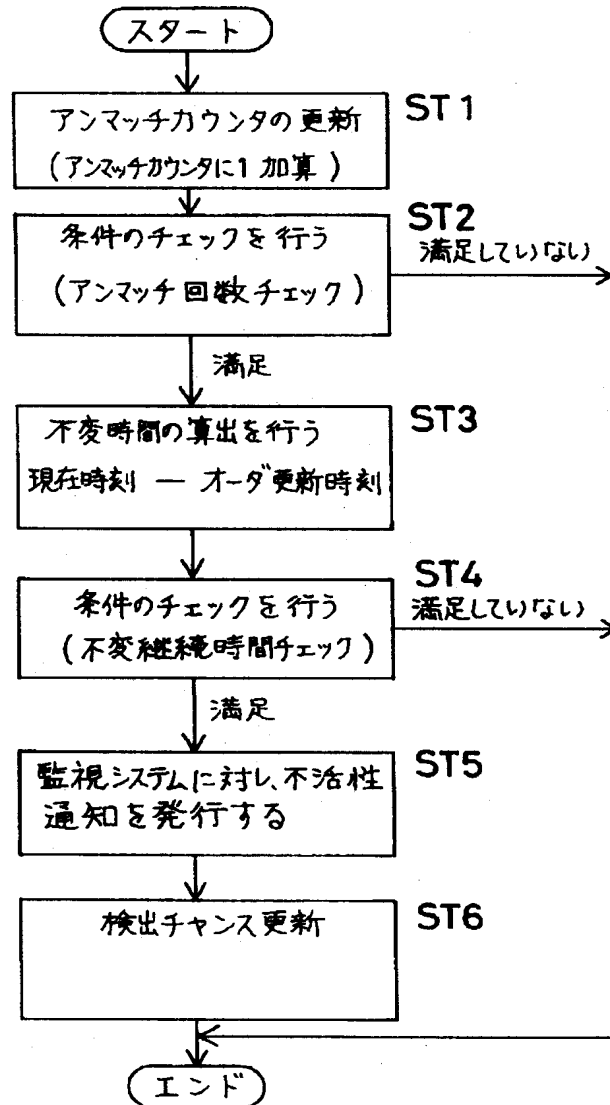 スタート
ST1
アンマッチカウンタの更新
(アンマッチカウンタに1加算)
ST2
条件のチェックを行う
(アンマッチ回数チェック)
満足していない
満足
ST3
不変時間の算出を行う
現在時刻 ー オーダ更新時刻
ST4
条件のチェックを行う
(不変継続時間チェック)
満足していない
満足
ST5
監視システムに対し、不活性
通知を発行する
ST6
検出チャンス更新
エンド